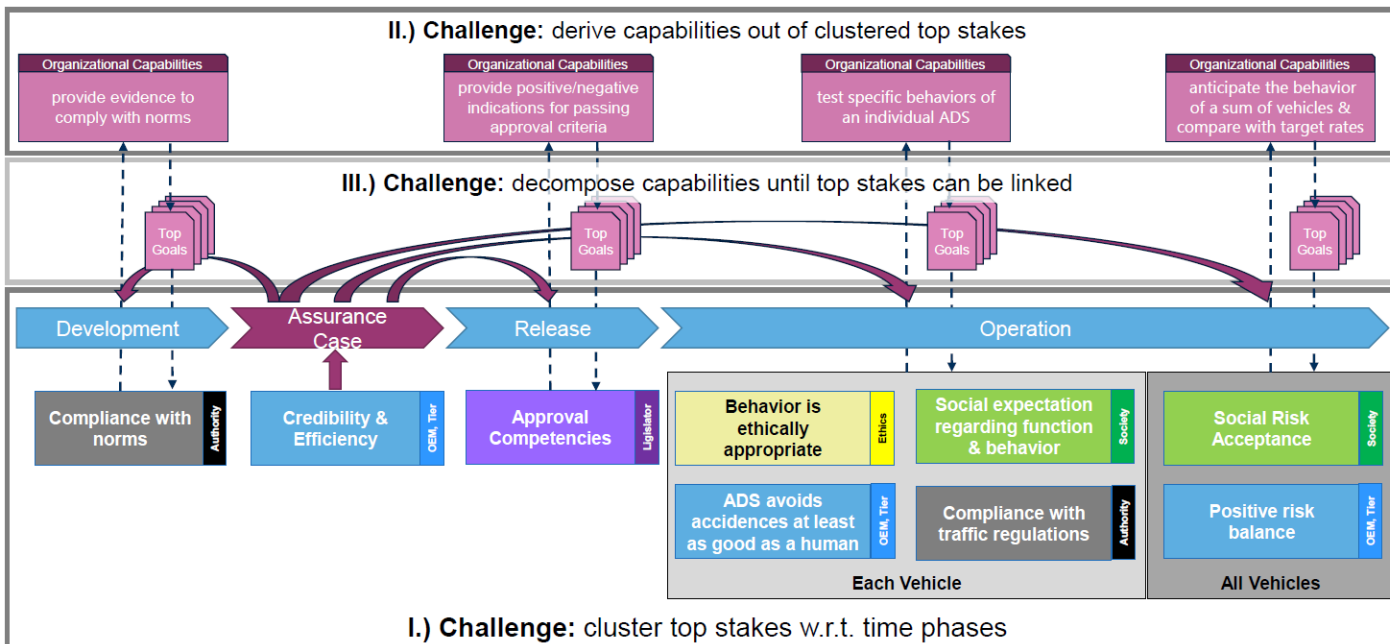 II.) Challenge: derive capabilities out of clustered top stakes
Organizational Capabilities
provide evidence to
comply with norms
Organizational Capabilities
provide positive/negative
indications for passing
approval criteria
Organizational Capabilities
test specific behaviors of
an individual ADS
Organizational Capabilities
anticipate the behavior
of a sum of vehicles &
compare with target rates
III.) Challenge: decompose capabilities until top stakes can be linked
Top
Goals
Top
Goals
Top
Goals
Top
Goals
Development
Assurance
Case
Release
Operation
Compliance with
norms
Authority
Credibility &
Efficiency
OEM, Tier
Approval
Competencies
Ligislator
Behavior is
ethically
appropriate
Ethics
Social expectation
regarding function
& behavior
Society
Social Risk
Acceptance
Society
ADS avoids
accidences at least
as good as a human
OEM, Tier
Compliance with
traffic regulations
Authority
Positive risk
balance
OEM, Tier
Each Vehicle
All Vehicles
I.) Challenge: cluster top stakes w.r.t. time phases